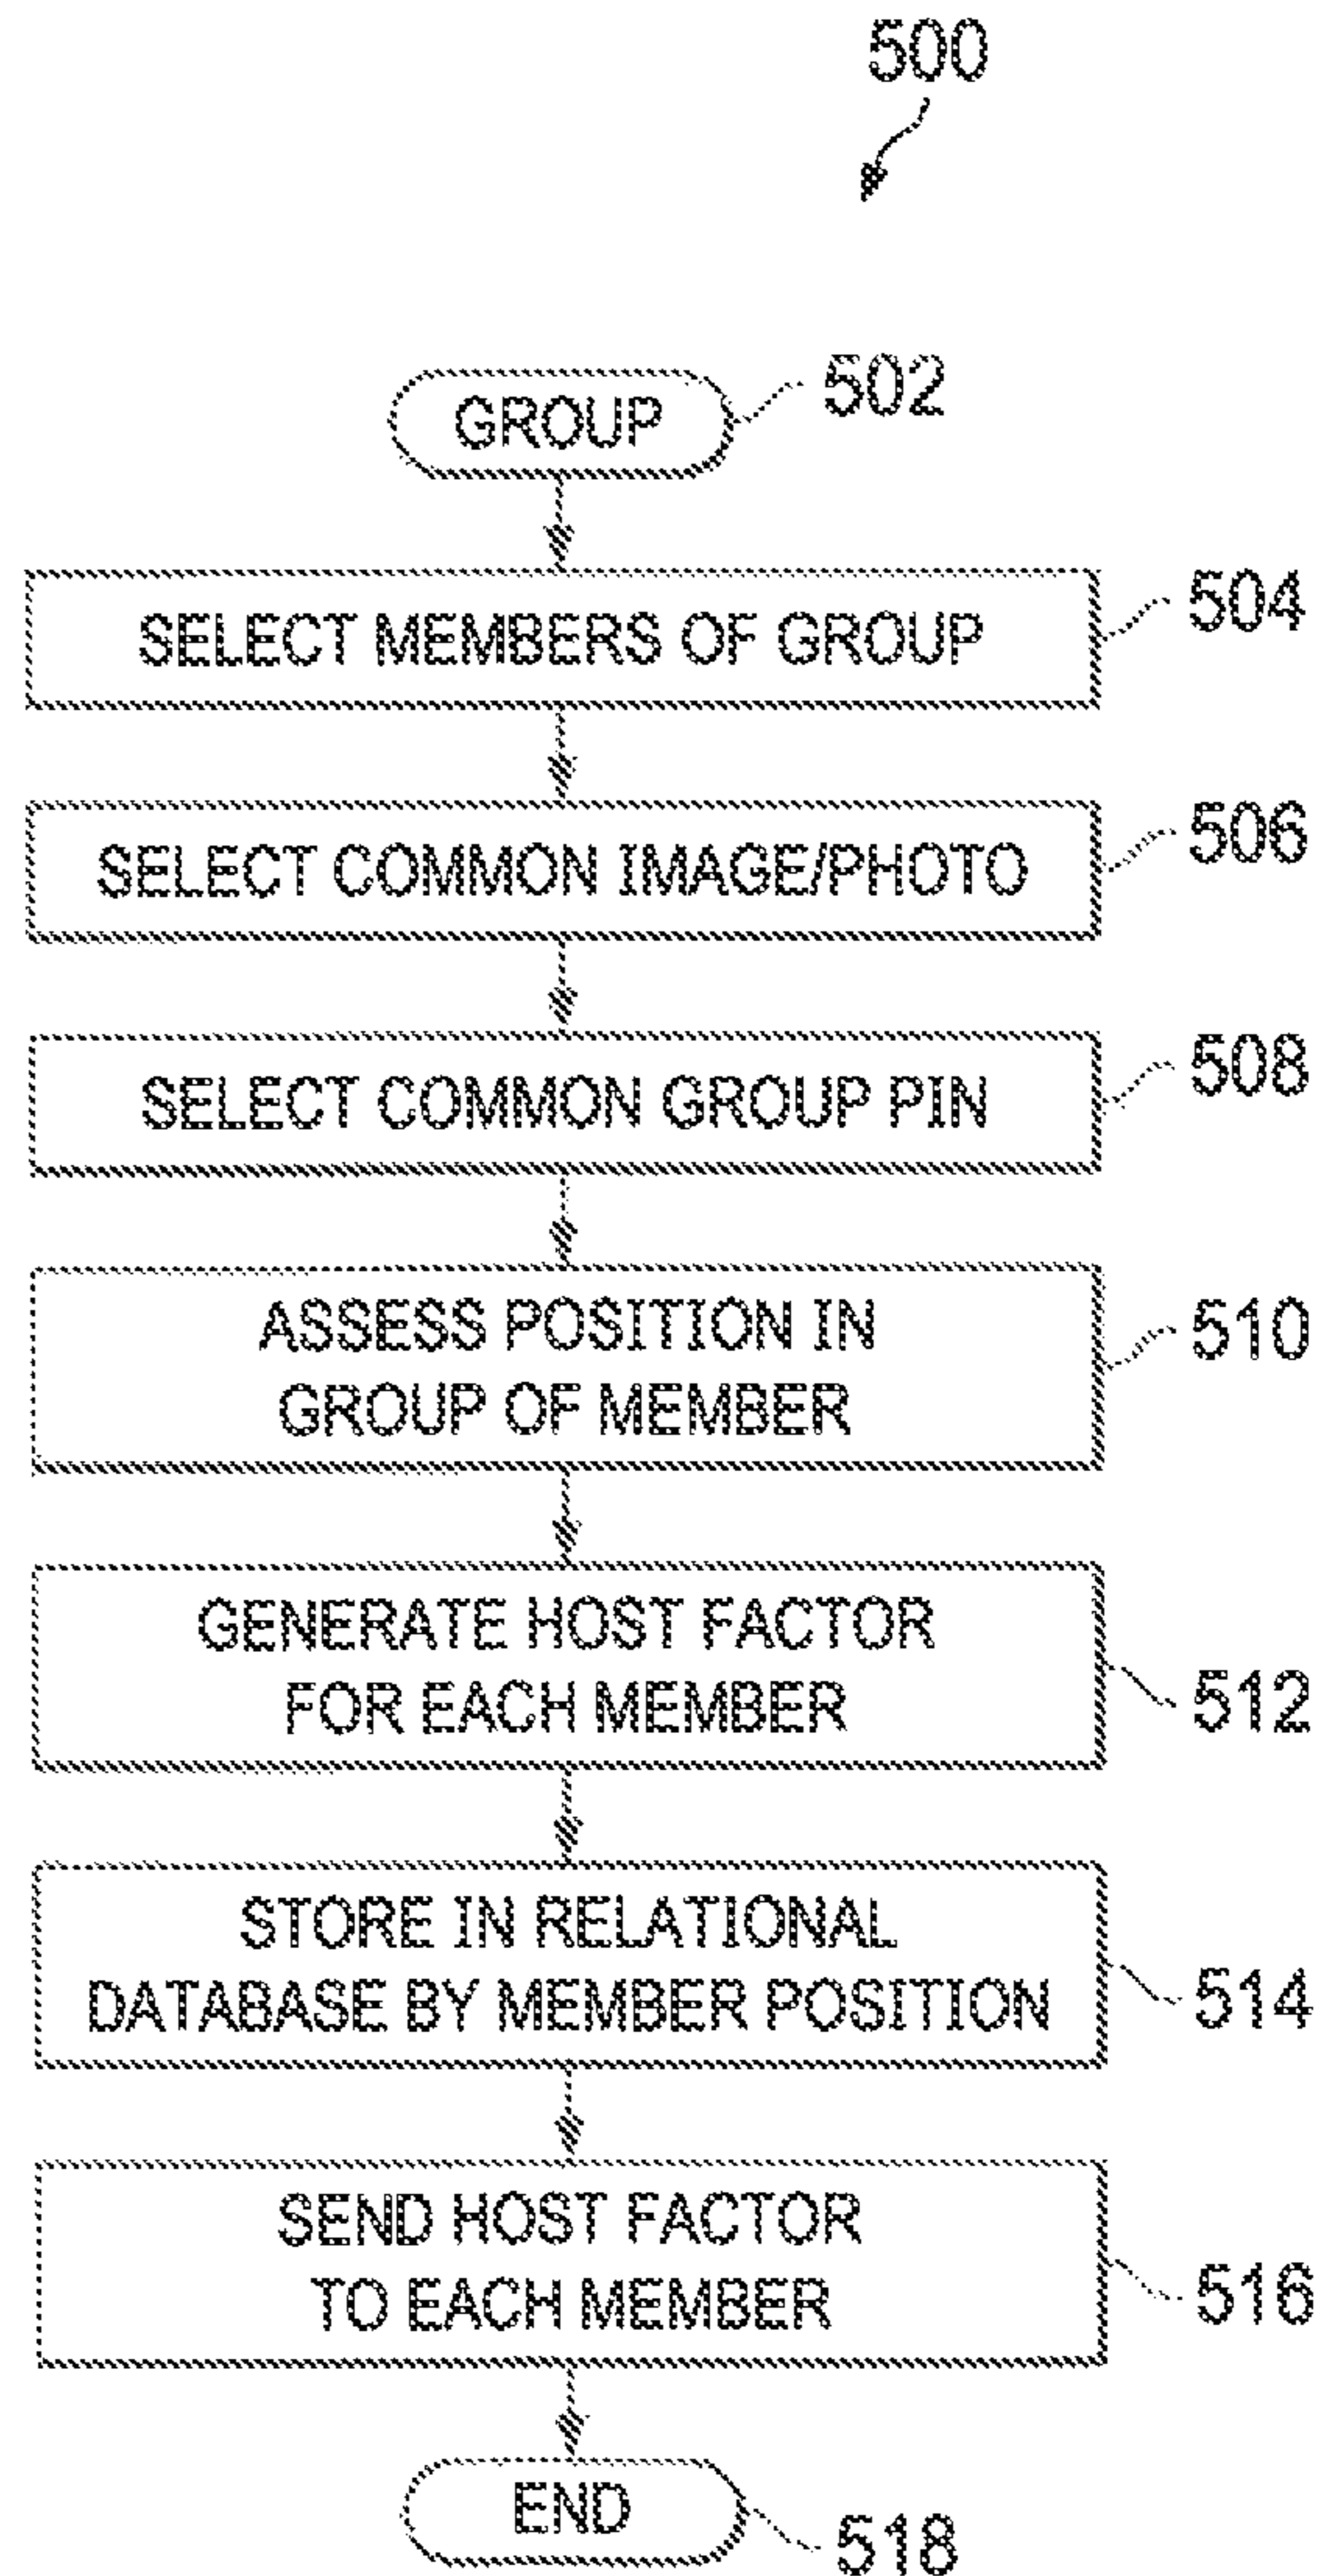 500
GROUP
502
SELECT MEMBERS OF GROUP
504
SELECT COMMON IMAGE/PHOTO
506
SELECT COMMON GROUP PIN
508
ASSESS POSITION IN
GROUP OF MEMBER
510
GENERATE HOST FACTOR
FOR EACH MEMBER
512
STORE IN RELATIONAL
DATABASE BY MEMBER POSITION
514
SEND HOST FACTOR
TO EACH MEMBER
516
END
518